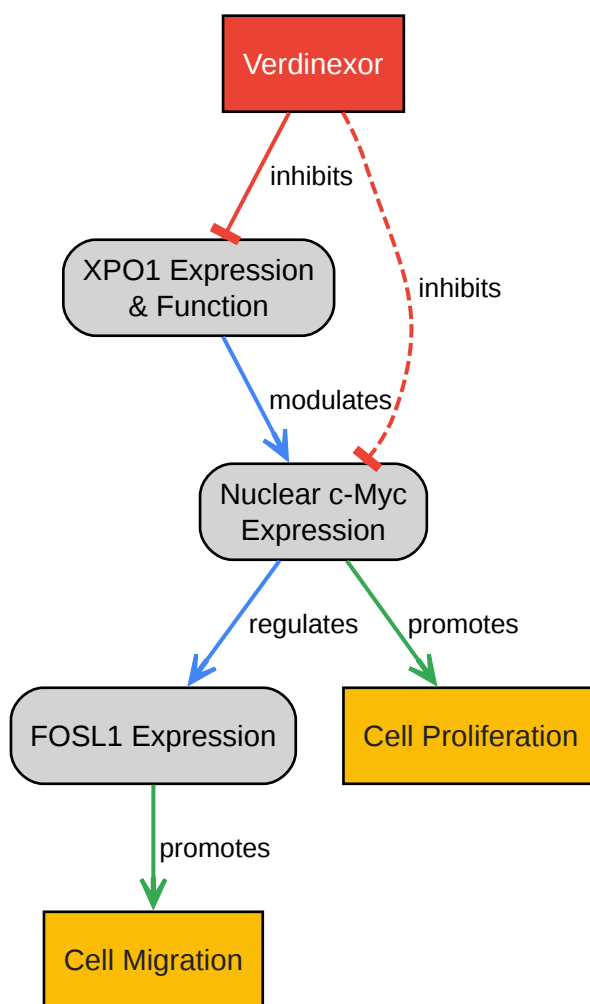 Verdinexor
inhibits
XPO1 Expression
& Function
inhibits
modulates
Nuclear c-Myc
Expression
regulates
promotes
FOSL1 Expression
Cell Proliferation
promotes
Cell Migration